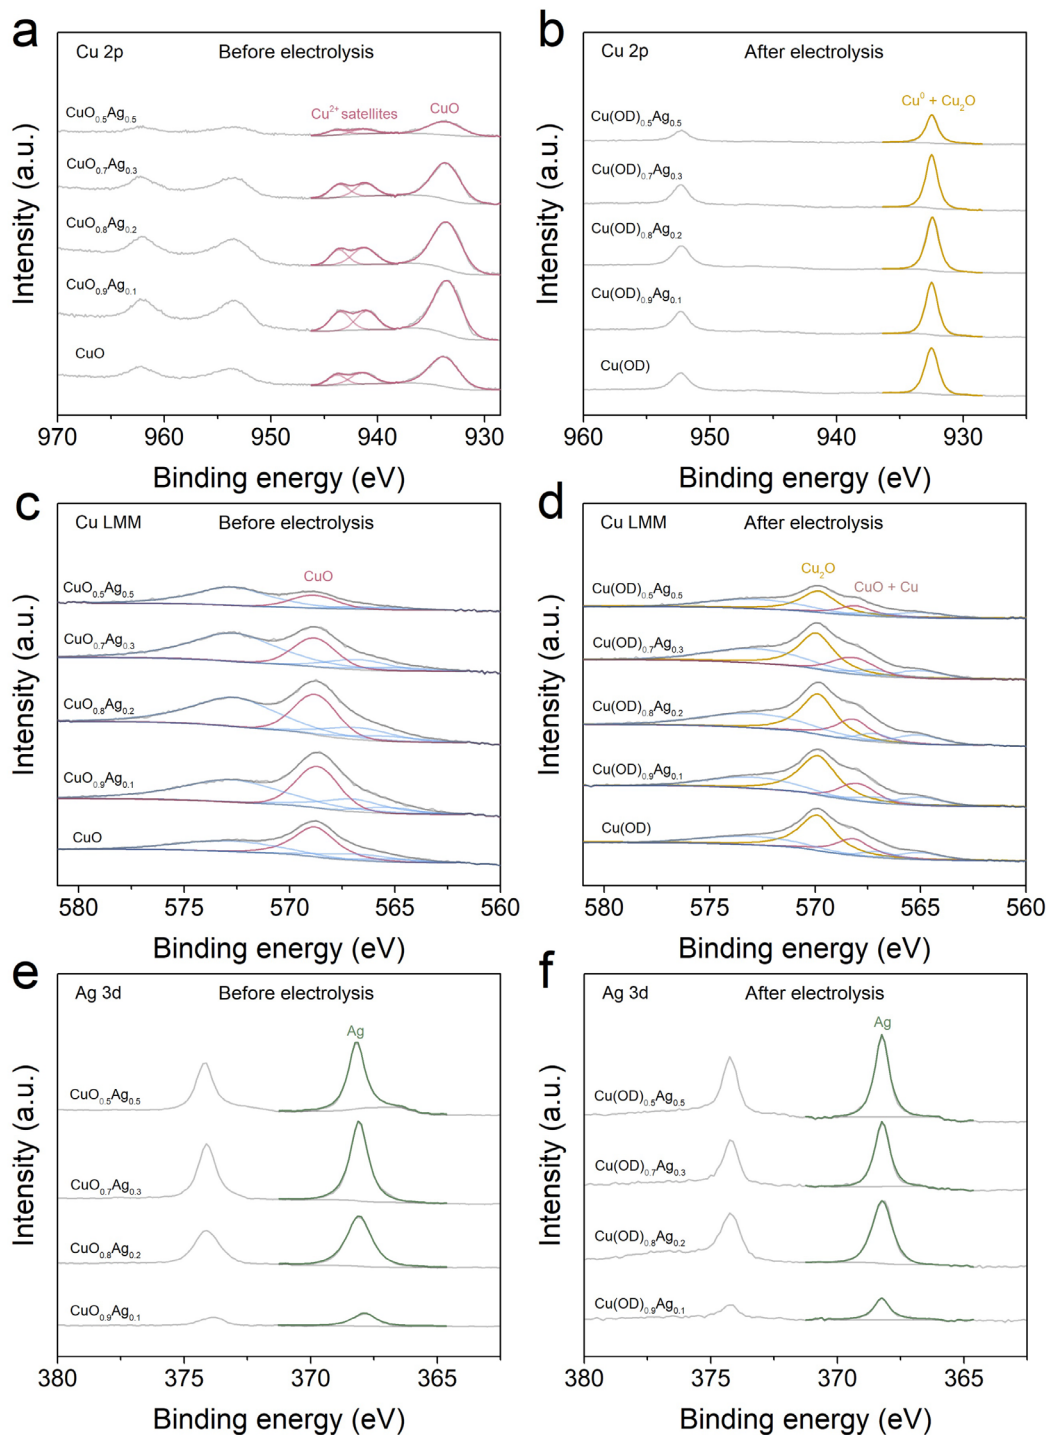 a
Cu 2p
Before electrolysis
CuO0.5Ag0.5
Cu2+ satellites
CuO
CuO0.7Ag0.3
CuO0.8Ag0.2
CuO0.9Ag0.1
CuO
Intensity (a.u.)
970 960 950 940 930
Binding energy (eV)
b
Cu 2p
After electrolysis
Cu(OD)0.5Ag0.5
Cu0 + Cu2O
Cu(OD)0.7Ag0.3
Cu(OD)0.8Ag0.2
Cu(OD)0.9Ag0.1
Cu(OD)
Intensity (a.u.)
960 950 940 930
Binding energy (eV)
c
Cu LMM
Before electrolysis
CuO0.5Ag0.5
CuO
CuO0.7Ag0.3
CuO0.8Ag0.2
CuO0.9Ag0.1
CuO
Intensity (a.u.)
580 575 570 565 560
Binding energy (eV)
d
Cu LMM
After electrolysis
Cu(OD)0.5Ag0.5
Cu2O
CuO + Cu
Cu(OD)0.7Ag0.3
Cu(OD)0.8Ag0.2
Cu(OD)0.9Ag0.1
Cu(OD)
Intensity (a.u.)
580 575 570 565 560
Binding energy (eV)
e
Ag 3d
Before electrolysis
Ag
CuO0.5Ag0.5
CuO0.7Ag0.3
CuO0.8Ag0.2
CuO0.9Ag0.1
Intensity (a.u.)
380 375 370 365
Binding energy (eV)
f
Ag 3d
After electrolysis
Ag
Cu(OD)0.5Ag0.5
Cu(OD)0.7Ag0.3
Cu(OD)0.8Ag0.2
Cu(OD)0.9Ag0.1
Intensity (a.u.)
380 375 370 365
Binding energy (eV)